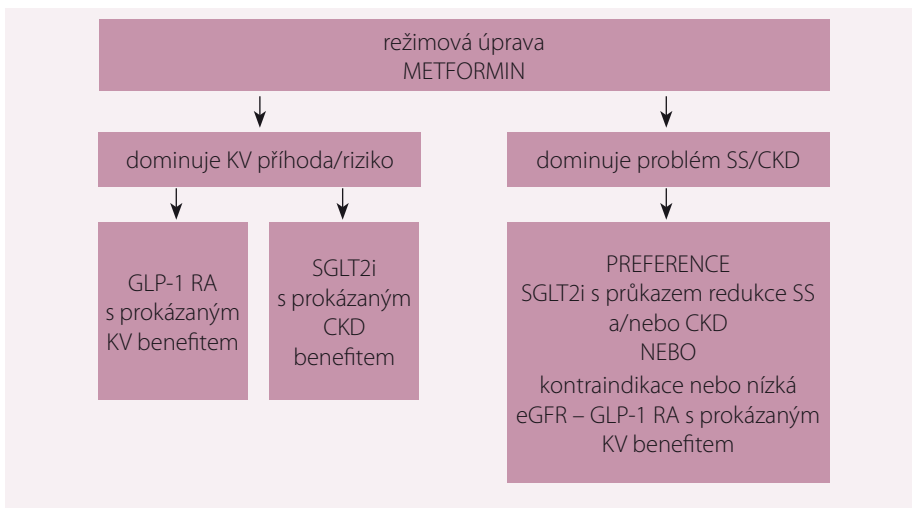 režimová úprava
METFORMIN
dominuje KV příhoda/riziko
dominuje problém SS/CKD
GLP-1 RA
s prokázaným
KV benefitem
SGLT2i
s prokázaným
CKD
benefitem
PREFERENCE
SGLT2i s průkazem redukce SS
a/nebo CKD
NEBO
kontraindikace nebo nízká
eGFR – GLP-1 RA s prokázaným
KV benefitem